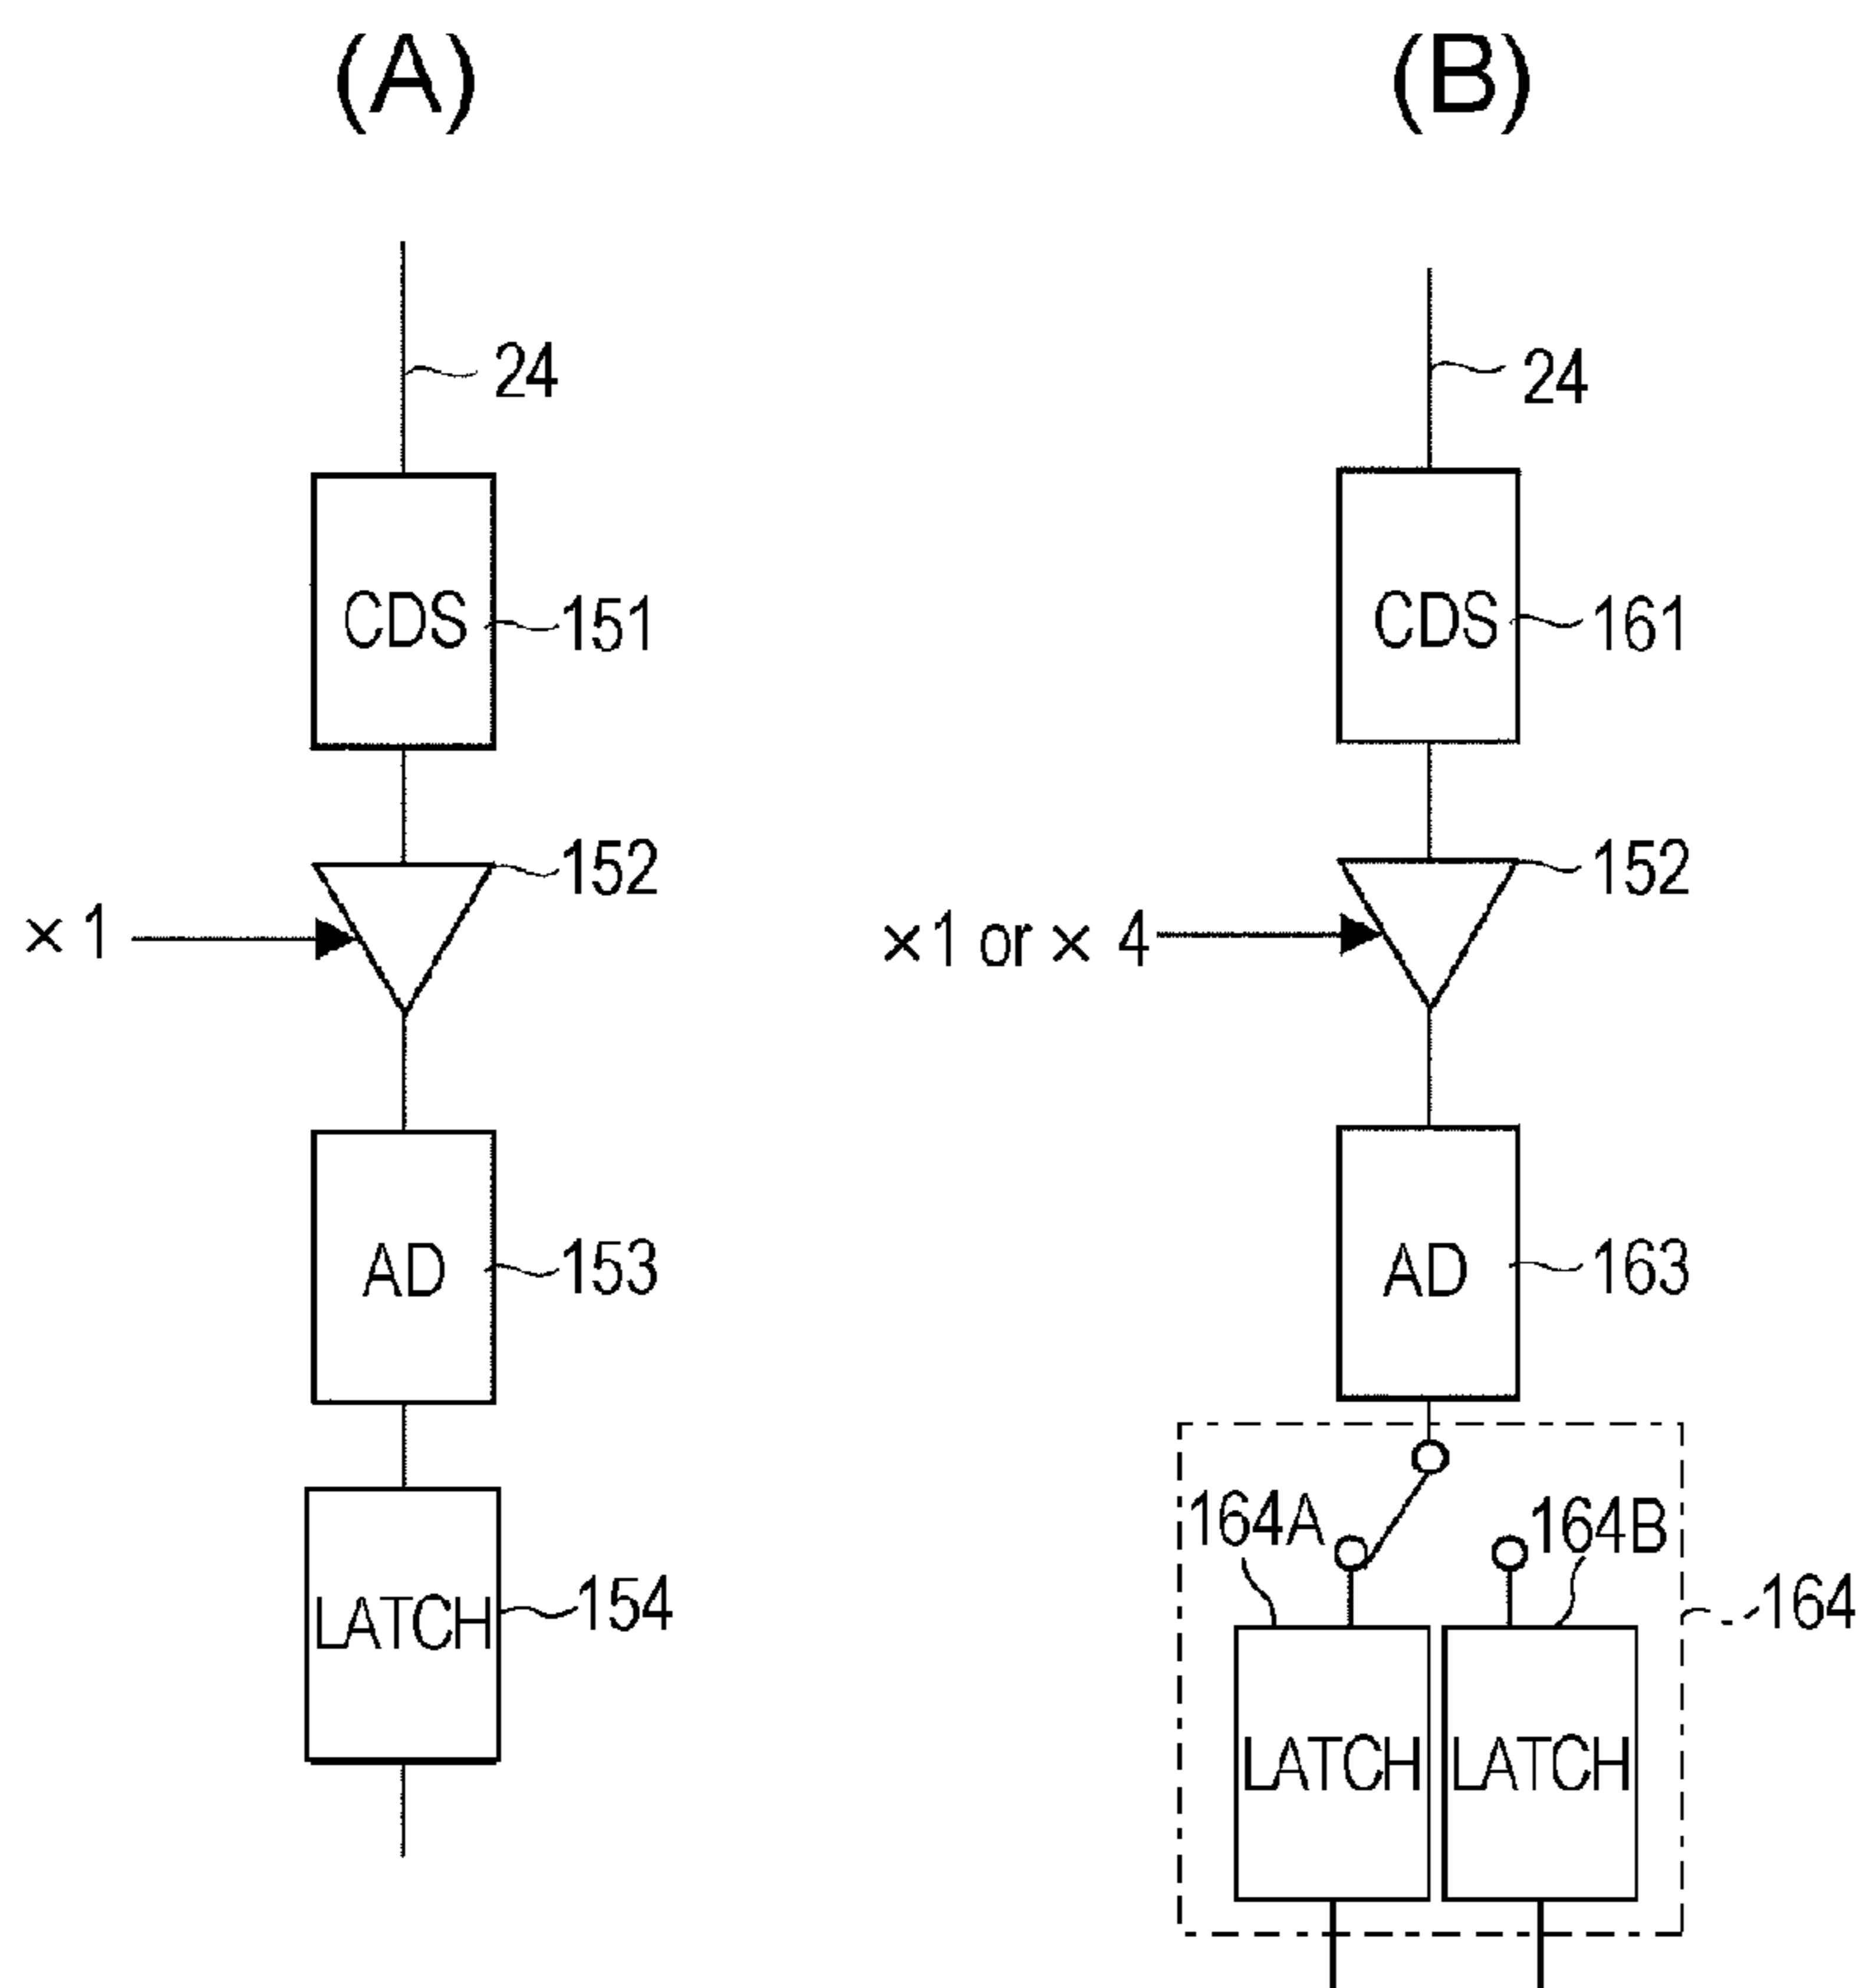 (A)
24
CDS
151
152
× 1
AD
153
LATCH
154
(B)
24
CDS
161
152
×1 or × 4
AD
163
164A
164B
164
LATCH
LATCH